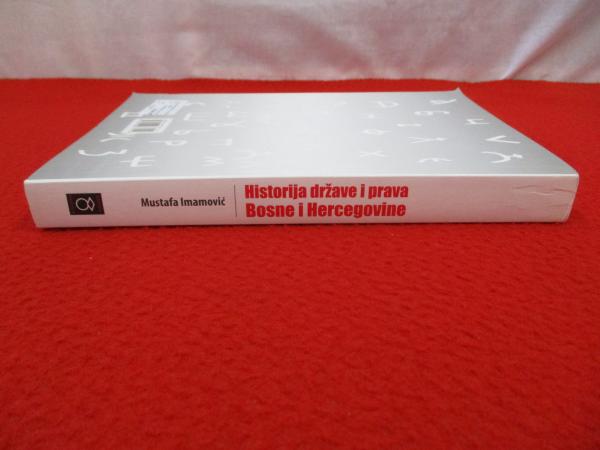 Mustafa Imamović
Historija države i prava
Bosne i Hercegovine